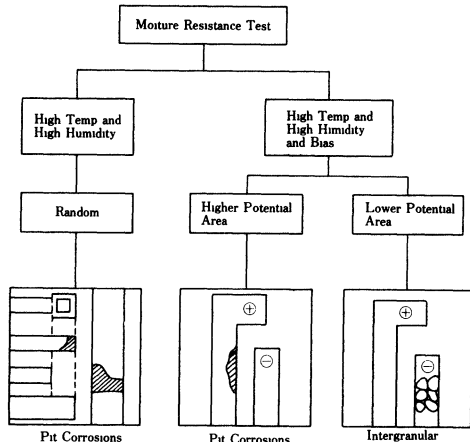 Moiture Resistance Test
High Temp and
High Humidity
High Temp and
High Himidity
and Bias
Random
Higher Potential
Area
Lower Potential
Area
+
−
+
−
Pit Corrosions
Pit Corrosions
Intergranular